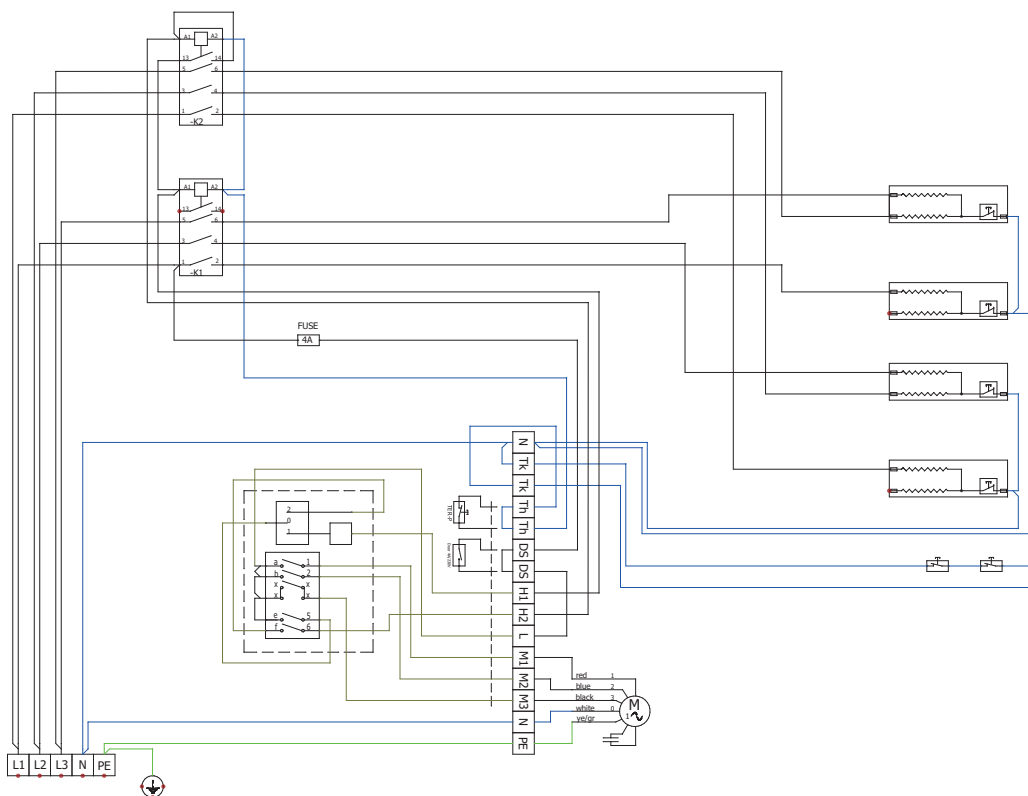 A1 A2
13 14
5 6
3 4
1 2
-K2
A1 A2
13 14
5 6
3 4
1 2
-K1
FUSE
4A
N
Tk
Tk
Th
Th
DS
DS
H1
H2
L
M1
M2
M3
N
PE
TER-P
2
0
1
a 1
b 2
x x
x x
e 5
f 6
red 1
blue 2
black 3
white 0
ye/gr
M
1
L1 L2 L3 N PE